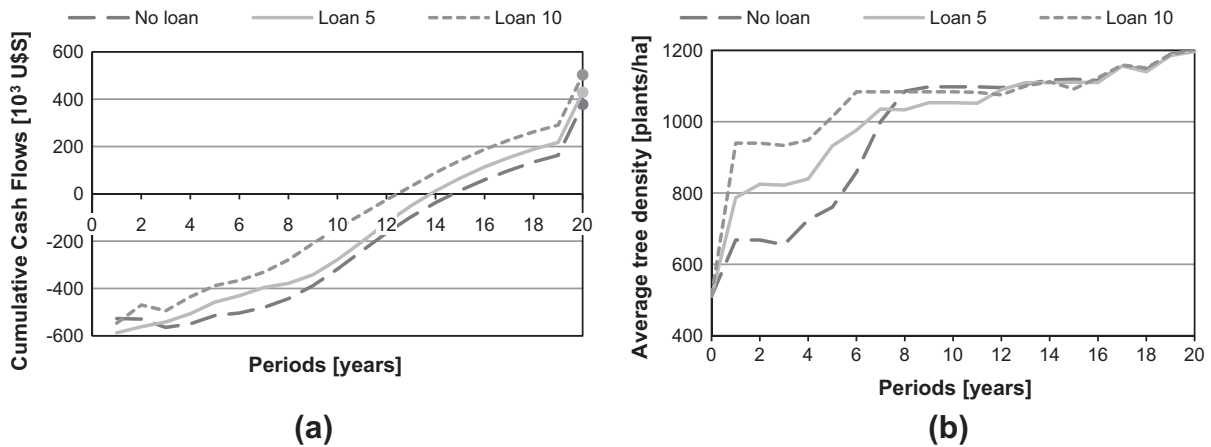 No loan Loan 5 Loan 10
Cumulative Cash Flows [10³ U$S]
600
400
200
0
-200
-400
-600
0 2 4 6 8 10 12 14 16 18 20
Periods [years]
(a)
No loan Loan 5 Loan 10
Average tree density [plants/ha]
1200
1000
800
600
400
0 2 4 6 8 10 12 14 16 18 20
Periods [years]
(b)